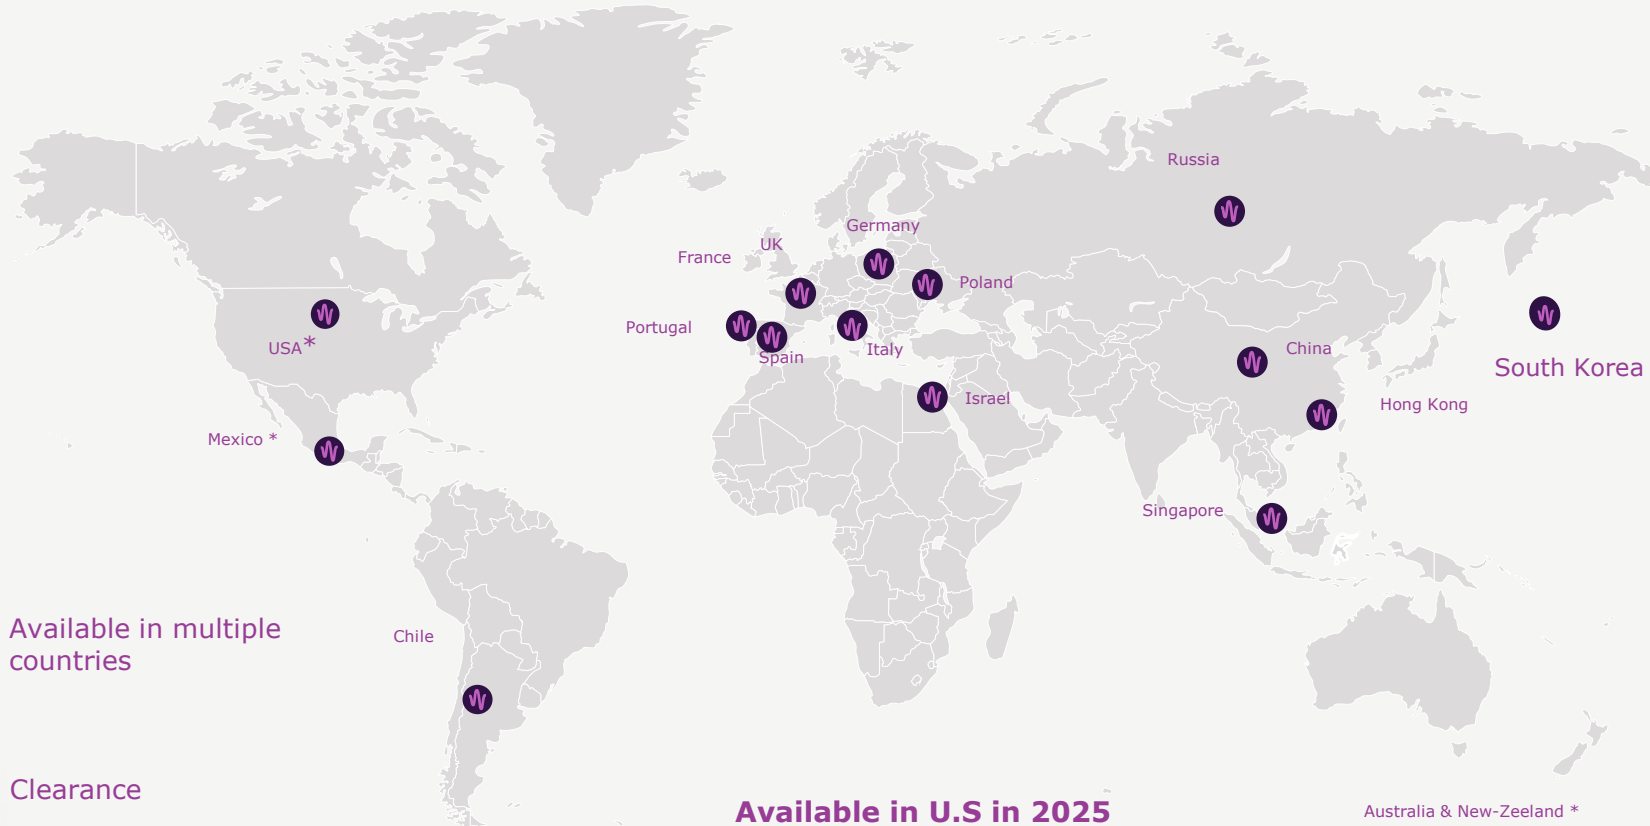 Russia
Germany
UK
France
Poland
Portugal
USA*
Italy
Spain
China
South Korea
Israel
Hong Kong
Mexico *
Singapore
Available in multiple
countries
Chile
Clearance
Available in U.S in 2025
Australia & New-Zeeland *